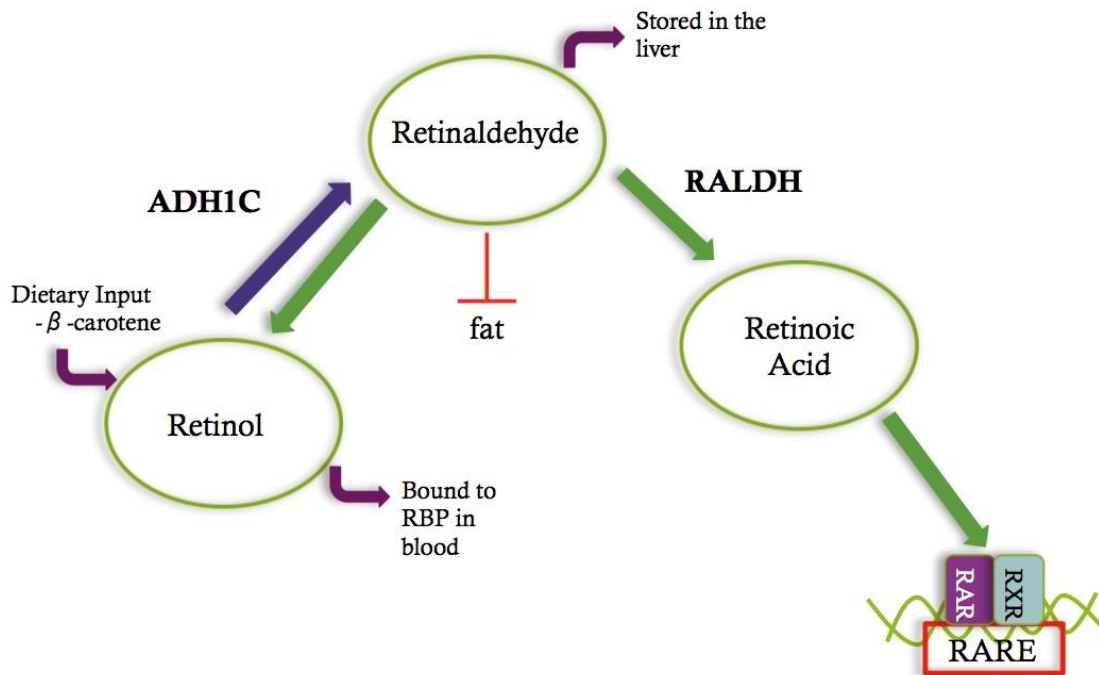 Stored in the
liver
Retinaldehyde
ADH1C
RALDH
Dietary Input
-β-carotene
fat
Retinoic
Acid
Retinol
Bound to
RBP in
blood
RAR
RXR
RARE